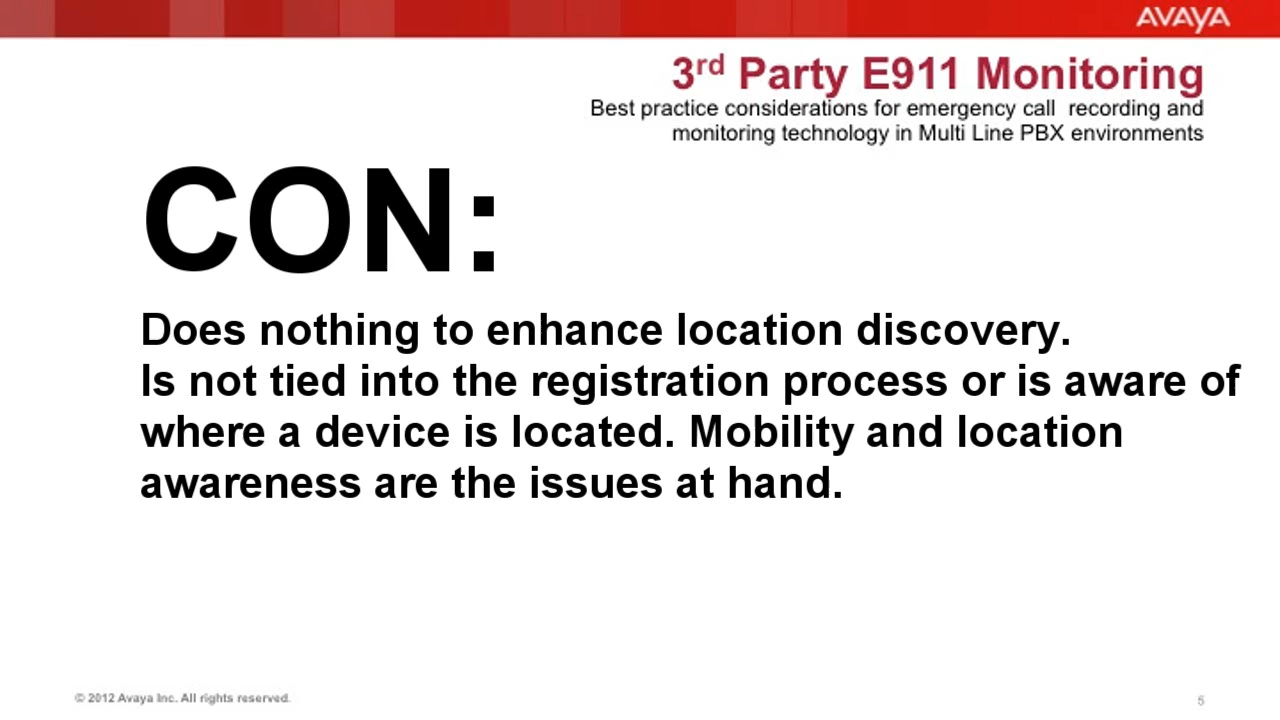 AVAYA
3rd Party E911 Monitoring
Best practice considerations for emergency call  recording and
monitoring technology in Multi Line PBX environments
CON:
Does nothing to enhance location discovery.
Is not tied into the registration process or is aware of
where a device is located. Mobility and location
awareness are the issues at hand.
© 2012 Avaya Inc. All rights reserved.
5